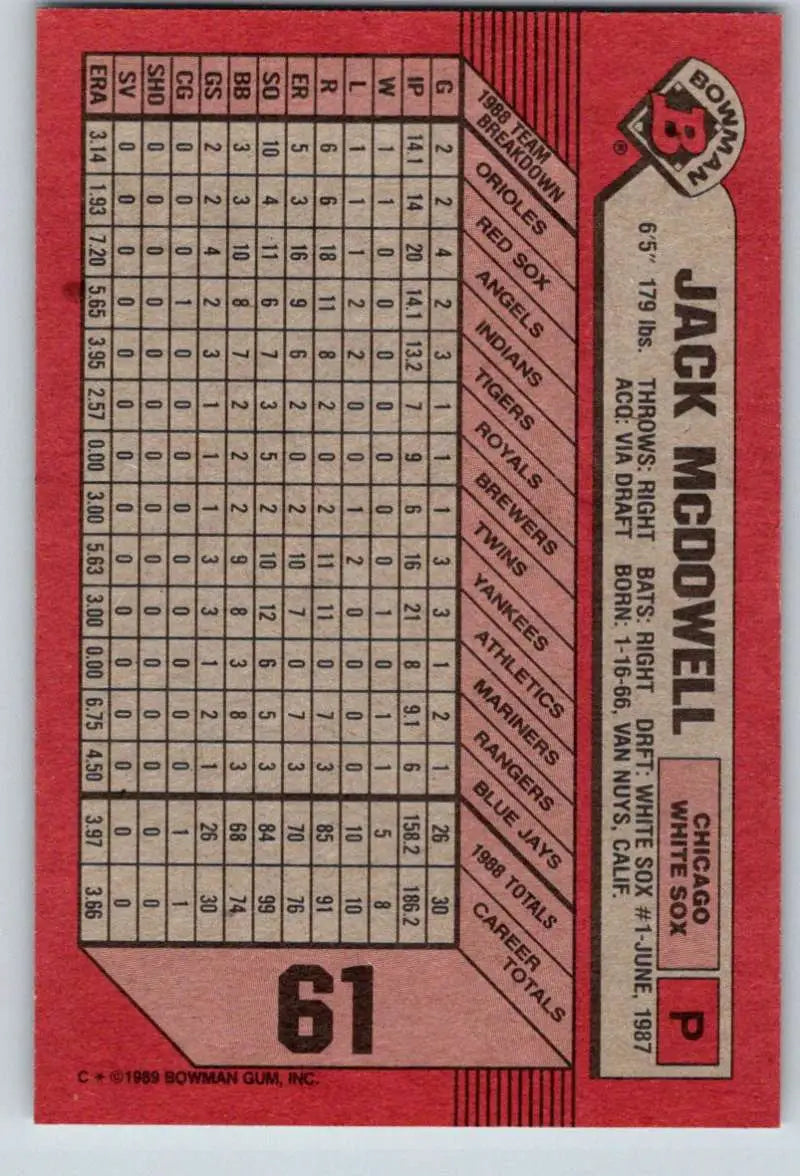 BOWMAN
B
®
JACK McDOWELL
CHICAGO
WHITE SOX
P
6'5" 179 lbs. THROWS: RIGHT BATS: RIGHT DRFT: WHITE SOX #1-JUNE, 1987
ACQ: VIA DRAFT BORN: 1-16-66, VAN NUYS, CALIF.
1988 TEAM
BREAKDOWN
ORIOLES
RED SOX
ANGELS
INDIANS
TIGERS
ROYALS
BREWERS
TWINS
YANKEES
ATHLETICS
MARINERS
RANGERS
BLUE JAYS
1988 TOTALS
CAREER
TOTALS
G 2 2 4 2 3 1 1 1 3 3 1 2 1 26 30
IP 14.1 14 20 14.1 13.2 7 9 6 16 21 8 9.1 6 158.2 186.2
W 1 1 0 0 0 0 0 0 0 1 0 1 1 5 8
L 1 1 1 2 2 0 0 1 2 0 0 0 0 10 10
R 6 6 18 11 8 2 0 2 11 11 0 7 3 85 91
ER 5 3 16 9 6 2 0 2 10 7 0 7 3 70 76
SO 10 4 11 6 7 3 5 2 10 12 6 5 3 84 99
BB 3 3 10 8 7 2 2 2 9 8 3 8 3 68 74
GS 2 2 4 2 3 1 1 1 3 3 1 2 1 26 30
CG 0 0 0 1 0 0 0 0 0 0 0 0 0 1 1
SHO 0 0 0 0 0 0 0 0 0 0 0 0 0 0 0
SV 0 0 0 0 0 0 0 0 0 0 0 0 0 0 0
ERA 3.14 1.93 7.20 5.65 3.95 2.57 0.00 3.00 5.63 3.00 0.00 6.75 4.50 3.97 3.66
61
C * ©1989 BOWMAN GUM, INC.